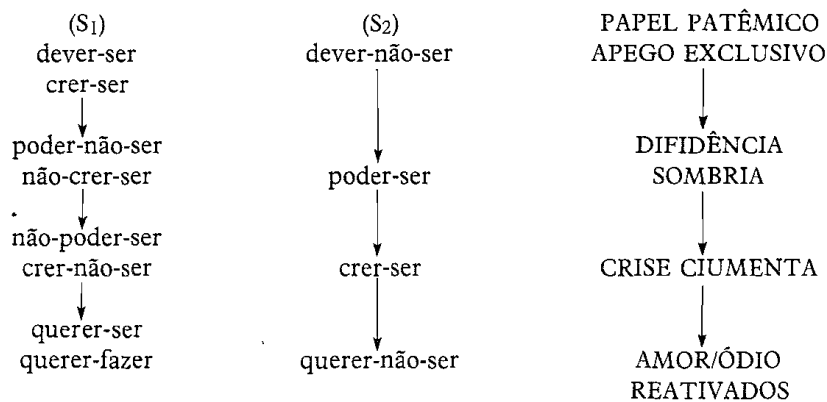 (S1) (S2) PAPEL PATÊMICO
dever-ser dever-não-ser APEGO EXCLUSIVO
crer-ser
poder-não-ser DIFIDÊNCIA
não-crer-ser poder-ser SOMBRIA
não-poder-ser
crer-não-ser crer-ser CRISE CIUMENTA
querer-ser
querer-fazer querer-não-ser AMOR/ÓDIO
REATIVADOS